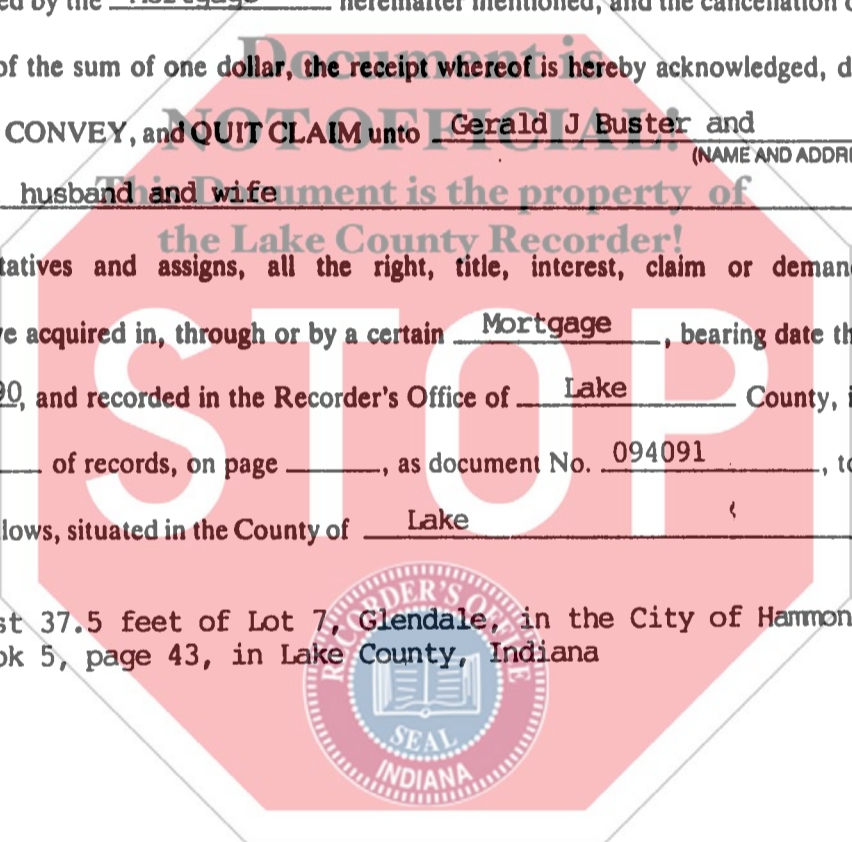 ed by the Mortgage hereinafter mentioned, and the cancellation
of the sum of one dollar, the receipt whereof is hereby acknowledged, d
CONVEY, and QUIT CLAIM unto Gerald J Buster and
(NAME AND ADDRE
husband and wife
tatives and assigns, all the right, title, interest, claim or deman
ve acquired in, through or by a certain Mortgage, bearing date th
90, and recorded in the Recorder's Office of Lake County, i
of records, on page ____, as document No. 094091, to
lows, situated in the County of Lake
st 37.5 feet of Lot 7, Glendale, in the City of Hammon
ok 5, page 43, in Lake County, Indiana
Document is
NOT OFFICIAL!
This Document is the property of
the Lake County Recorder!
STOP
RECORDER'S OFFICE
SEAL
INDIANA